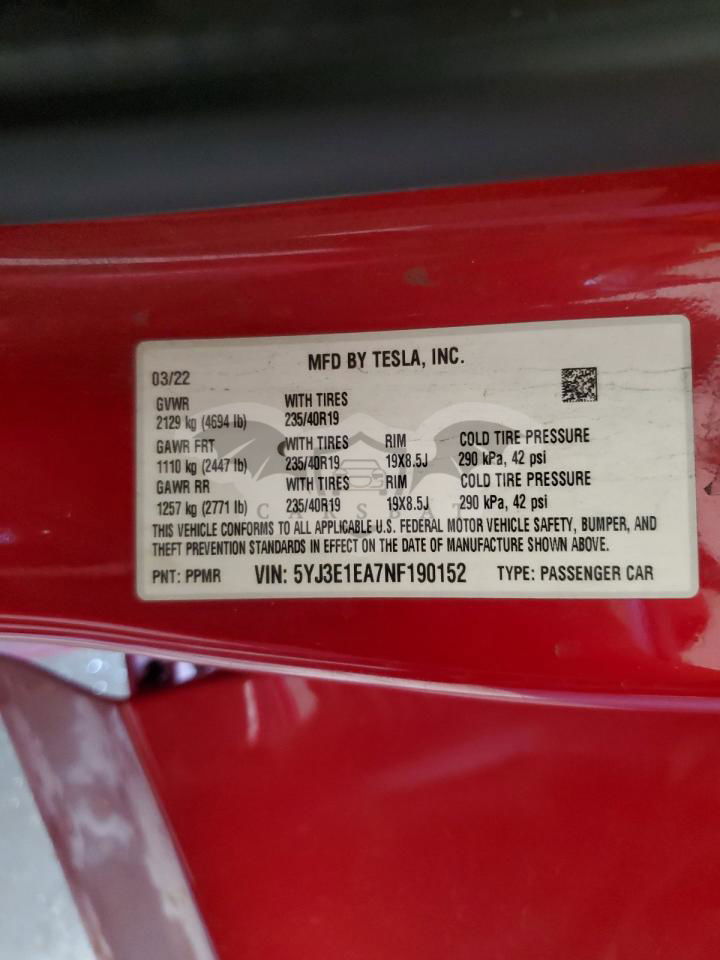 MFD BY TESLA, INC.
03/22
GVWR WITH TIRES
2129 kg (4694 lb) 235/40R19
GAWR FRT WITH TIRES RIM COLD TIRE PRESSURE
1110 kg (2447 lb) 235/40R19 19X8.5J 290 kPa, 42 psi
GAWR RR WITH TIRES RIM COLD TIRE PRESSURE
1257 kg (2771 lb) 235/40R19 19X8.5J 290 kPa, 42 psi
CARSBAT
THIS VEHICLE CONFORMS TO ALL APPLICABLE U.S. FEDERAL MOTOR VEHICLE SAFETY, BUMPER, AND
THEFT PREVENTION STANDARDS IN EFFECT ON THE DATE OF MANUFACTURE SHOWN ABOVE.
PNT: PPMR VIN: 5YJ3E1EA7NF190152 TYPE: PASSENGER CAR